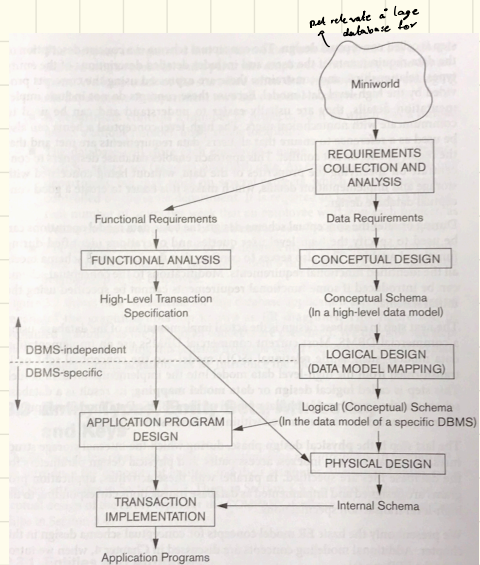 not relevate a lage
database for
Miniworld
REQUIREMENTS
COLLECTION AND
ANALYSIS
Functional Requirements
Data Requirements
FUNCTIONAL ANALYSIS
CONCEPTUAL DESIGN
High-Level Transaction
Specification
Conceptual Schema
(In a high-level data model)
DBMS-independent
DBMS-specific
LOGICAL DESIGN
(DATA MODEL MAPPING)
Logical (Conceptual) Schema
(In the data model of a specific DBMS)
APPLICATION PROGRAM
DESIGN
PHYSICAL DESIGN
Internal Schema
TRANSACTION
IMPLEMENTATION
Application Programs